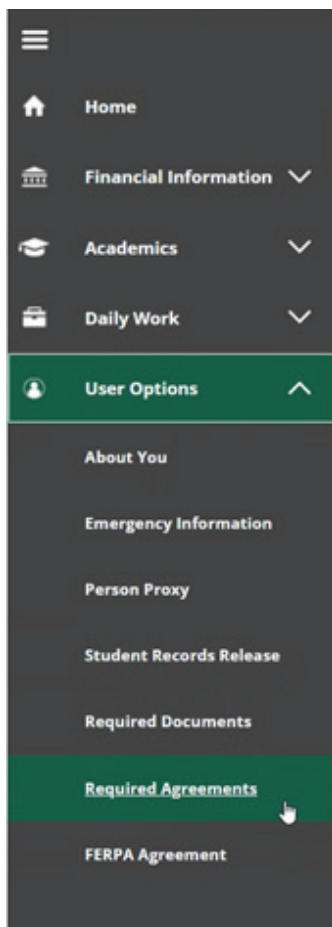 Home
Financial Information
Academics
Daily Work
User Options
About You
Emergency Information
Person Proxy
Student Records Release
Required Documents
Required Agreements
FERPA Agreement